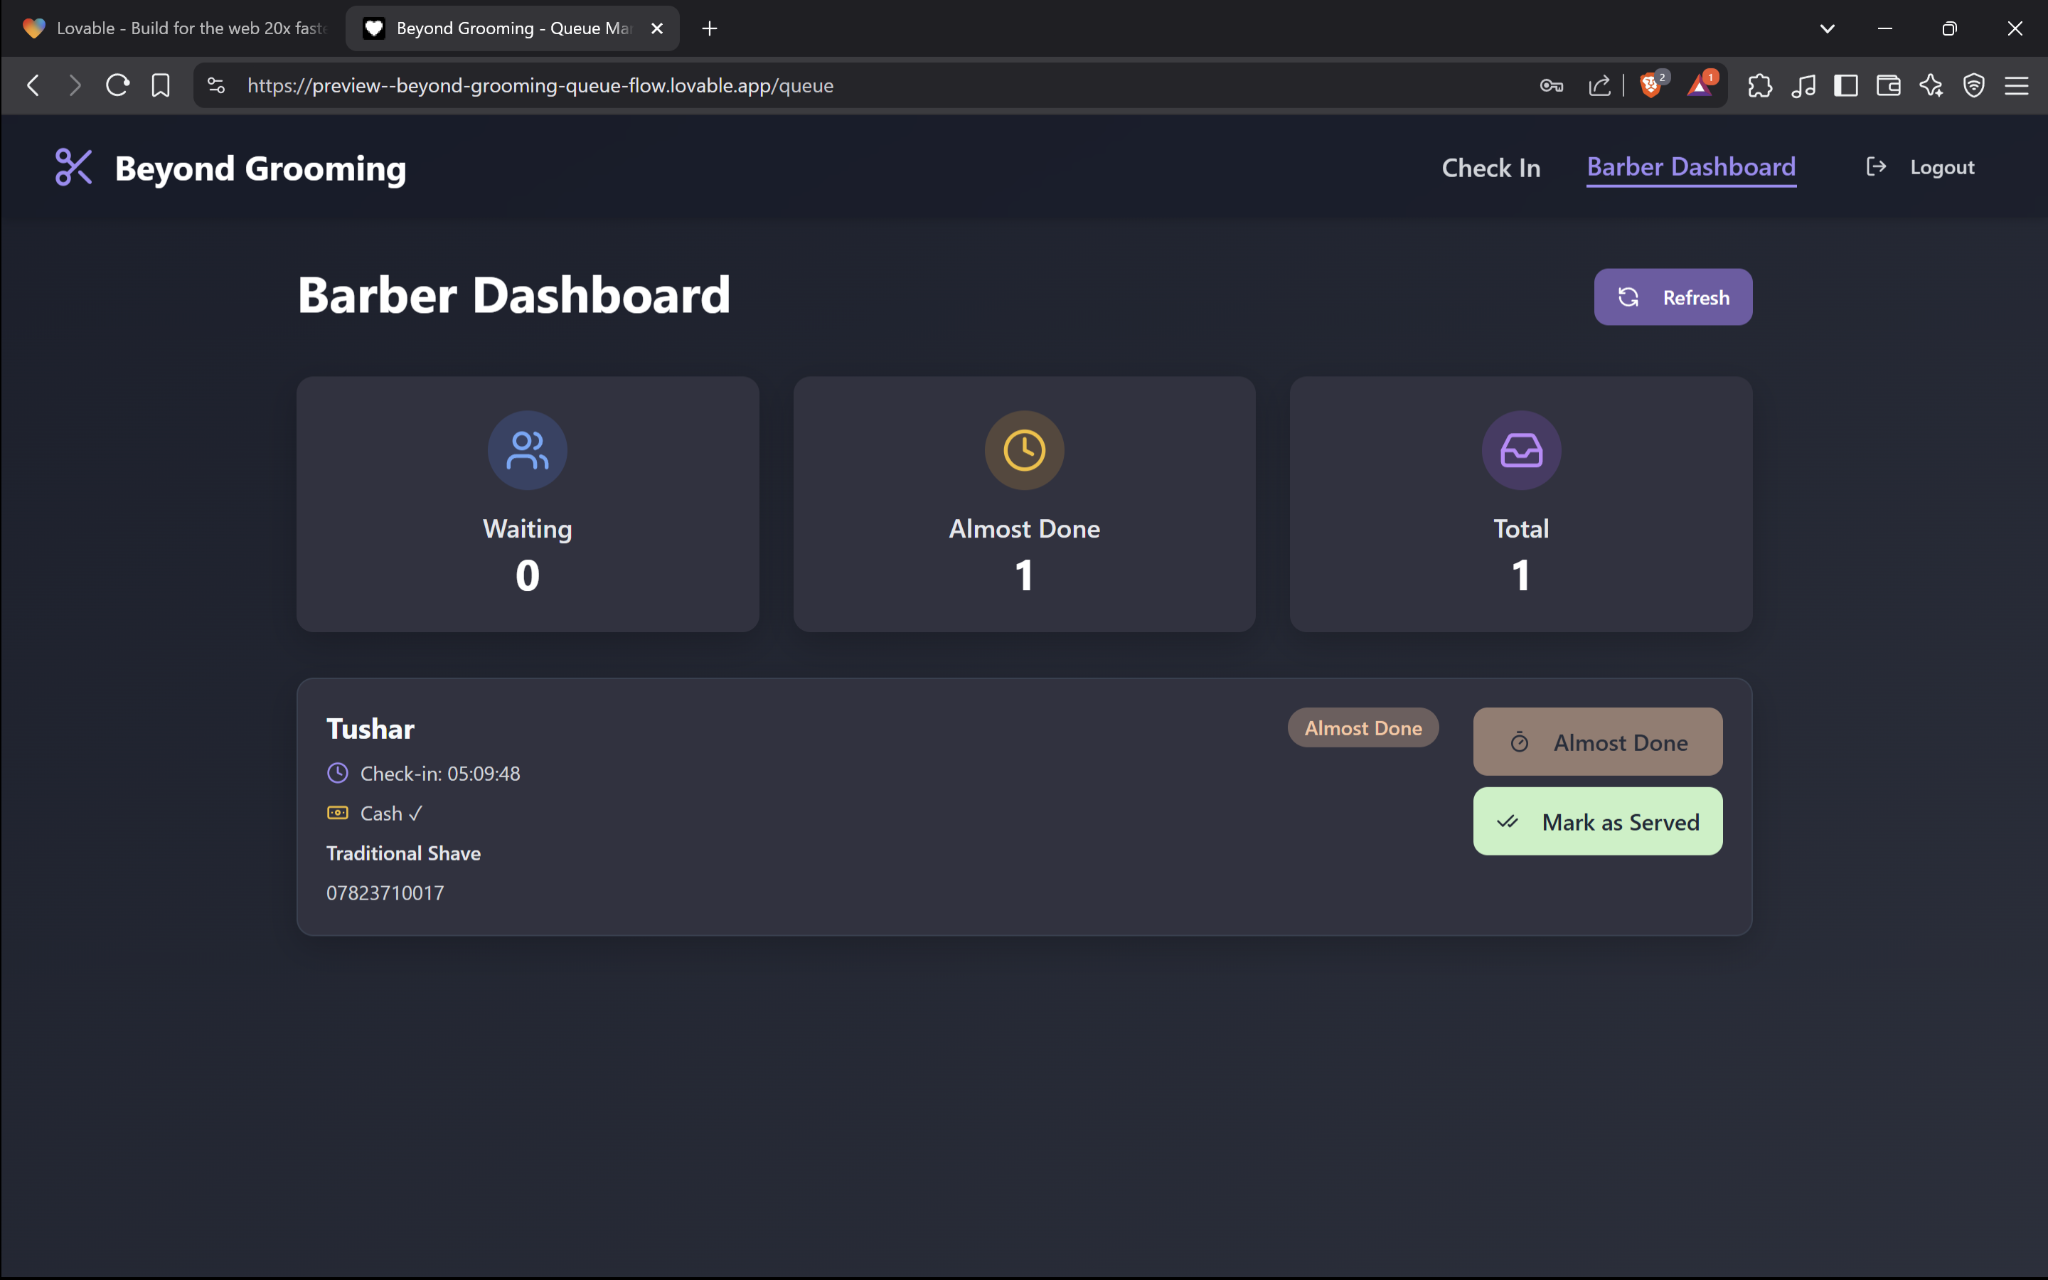 Lovable - Build for the web 20x fast
Beyond Grooming - Queue Ma
https://preview--beyond-grooming-queue-flow.lovable.app/queue
2
1
Beyond Grooming
Check In
Barber Dashboard
Logout
Barber Dashboard
Refresh
Waiting
0
Almost Done
1
Total
1
Tushar
Almost Done
Almost Done
Check-in: 05:09:48
Cash ✓
Mark as Served
Traditional Shave
07823710017